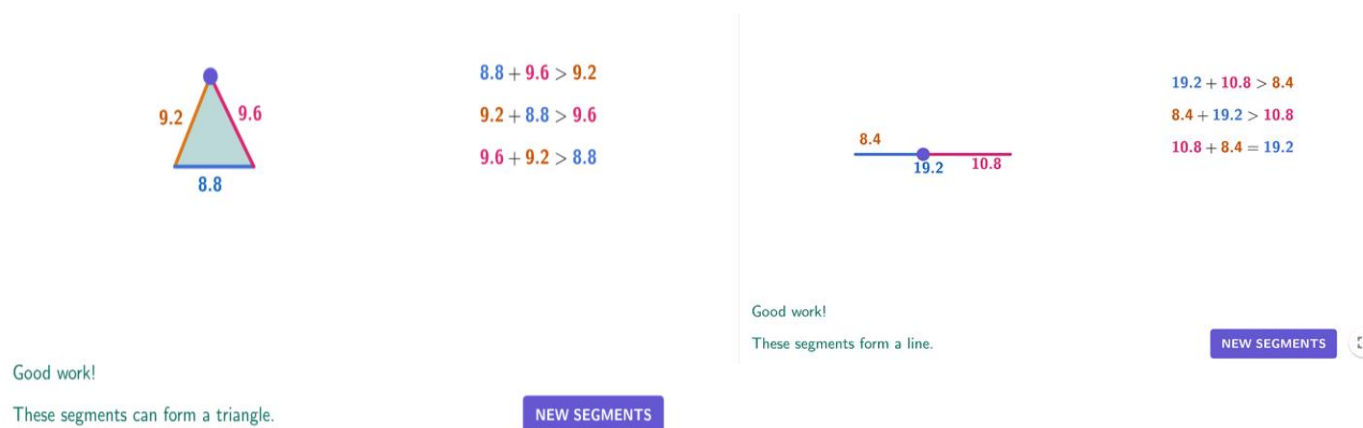 8.8 + 9.6 > 9.2
9.2 9.6
9.2 + 8.8 > 9.6
9.6 + 9.2 > 8.8
8.8
Good work!
These segments can form a triangle.
NEW SEGMENTS
19.2 + 10.8 > 8.4
8.4 + 19.2 > 10.8
8.4
10.8 + 8.4 = 19.2
19.2 10.8
Good work!
These segments form a line.
NEW SEGMENTS